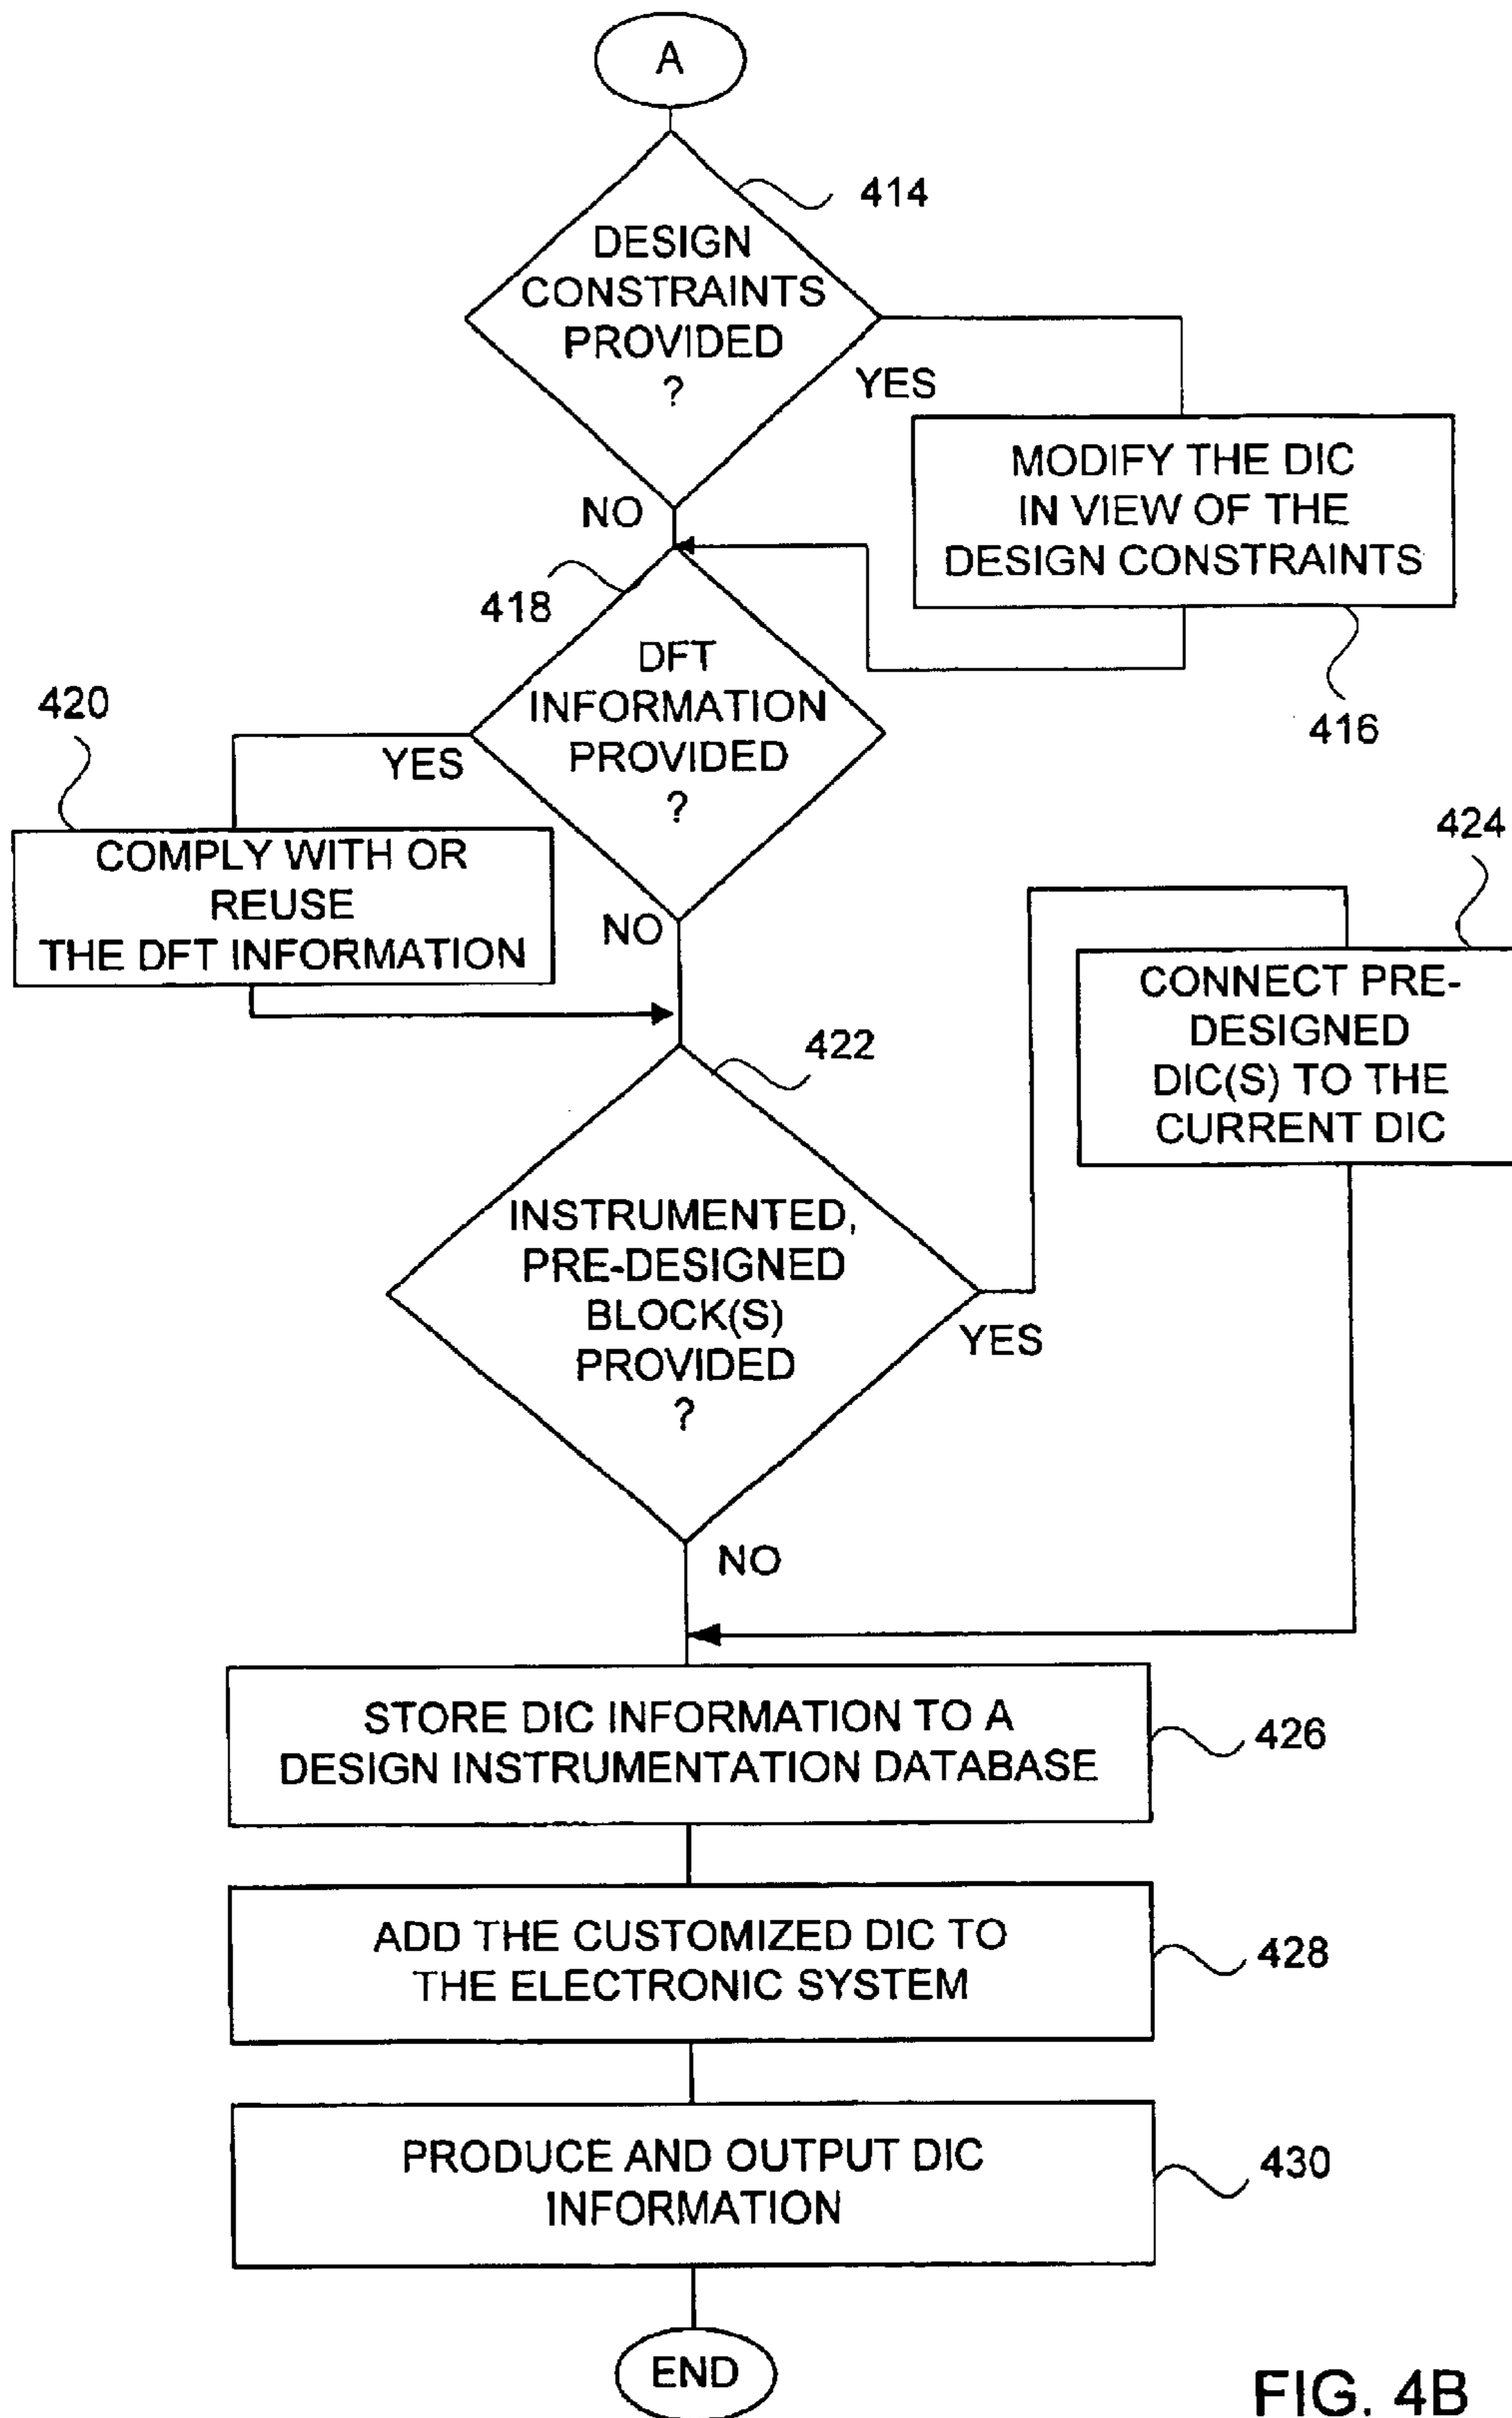 A
414
DESIGN
CONSTRAINTS
PROVIDED
?
YES
NO
MODIFY THE DIC
IN VIEW OF THE
DESIGN CONSTRAINTS
416
418
DFT
INFORMATION
PROVIDED
?
YES
NO
420
COMPLY WITH OR
REUSE
THE DFT INFORMATION
424
CONNECT PRE-
DESIGNED
DIC(S) TO THE
CURRENT DIC
422
INSTRUMENTED,
PRE-DESIGNED
BLOCK(S)
PROVIDED
?
YES
NO
STORE DIC INFORMATION TO A
DESIGN INSTRUMENTATION DATABASE
426
ADD THE CUSTOMIZED DIC TO
THE ELECTRONIC SYSTEM
428
PRODUCE AND OUTPUT DIC
INFORMATION
430
END
FIG. 4B